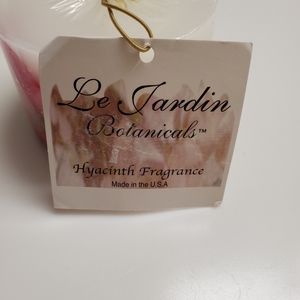 Le Jardin
Botanicals™
Hyacinth Fragrance
Made in the U.S.A